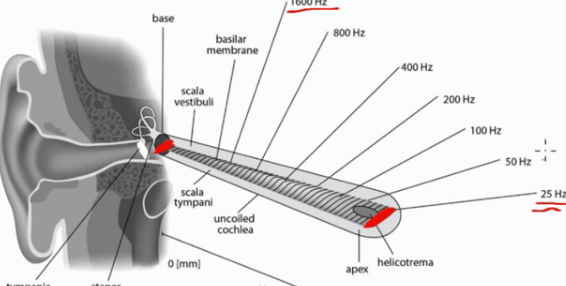 1600 Hz
base
800 Hz
basilar
membrane
400 Hz
scala
vestibuli
200 Hz
100 Hz
50 Hz
25 Hz
scala
tympani
uncoiled
cochlea
0 [mm]
helicotrema
apex